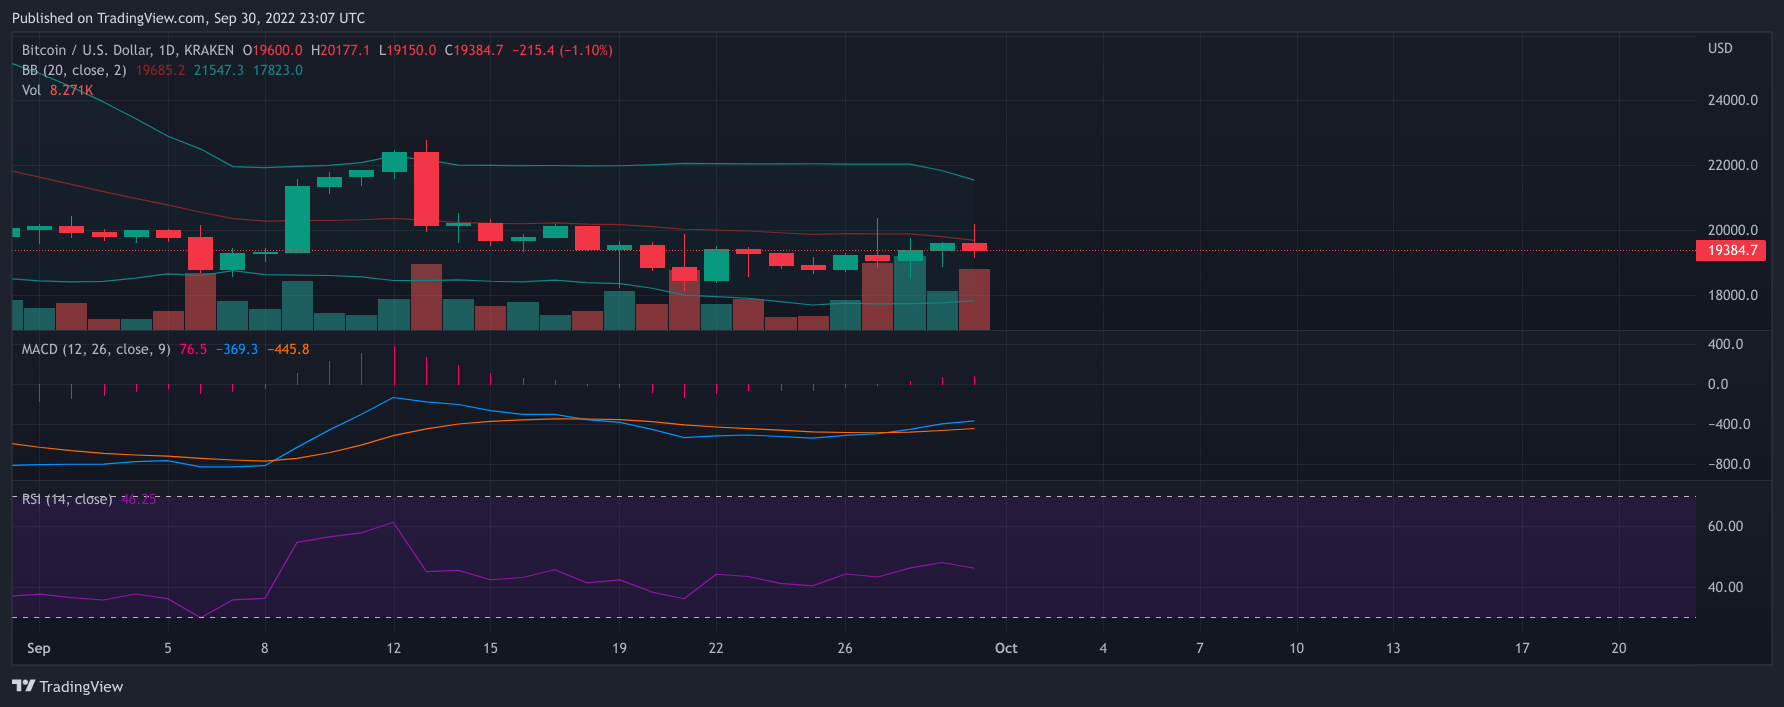 Published on TradingView.com, Sep 30, 2022 23:07 UTC
Bitcoin / U.S. Dollar, 1D, KRAKEN O19600.0 H20177.1 L19150.0 C19384.7 −215.4 (−1.10%)
USD
BB (20, close, 2) 19685.2 21547.3 17823.0
Vol 8.271K
24000.0
22000.0
20000.0
19384.7
18000.0
MACD (12, 26, close, 9) 76.5 −369.3 −445.8
400.0
0.0
−400.0
−800.0
RSI (14, close) 46.25
60.00
40.00
Sep 5 8 12 15 19 22 26 Oct 4 7 10 13 17 20
TradingView